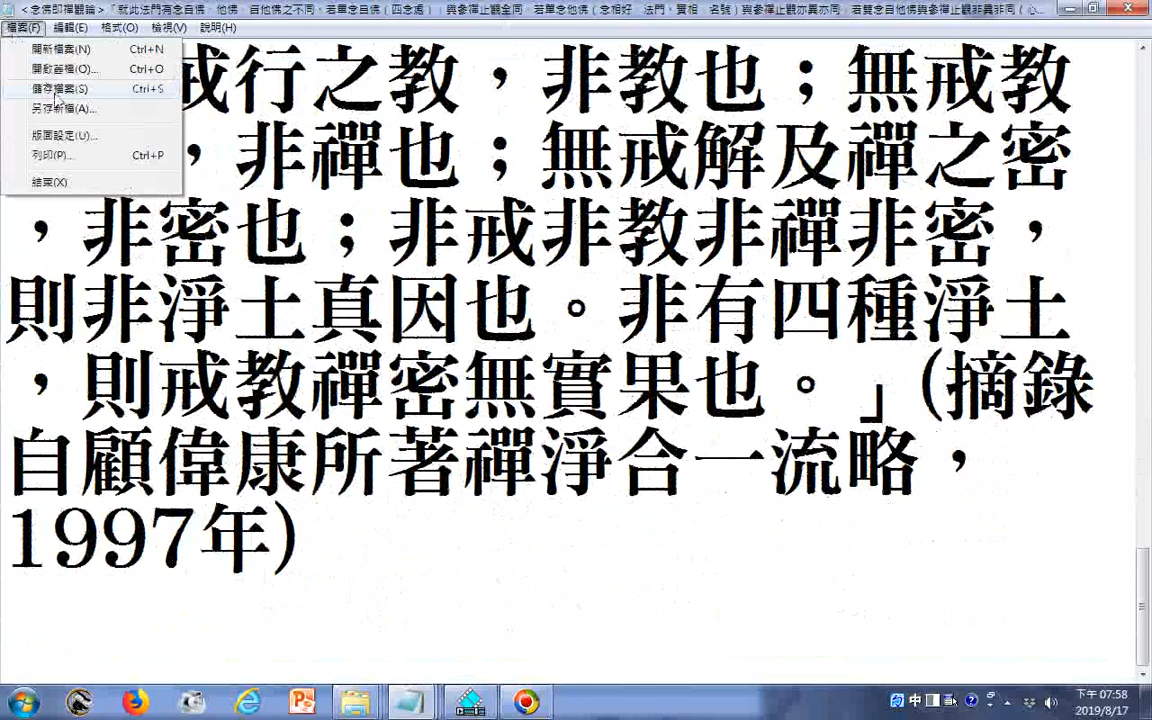 <念佛即禪觀論>「就此法門有念自佛、他佛、自他佛之不同，若單念自佛（四念處）與參禪止觀全同，若單念他佛（念相好、法門、實相、名號）與參禪止觀亦異亦同，若雙念自他佛與參禪止觀非異非同（心...
檔案(F) 編輯(E) 格式(O) 檢視(V) 說明(H)
開新檔案(N) Ctrl+N
開啟舊檔(O)... Ctrl+O
儲存檔案(S) Ctrl+S
另存新檔(A)...
版面設定(U)...
列印(P)... Ctrl+P
結束(X)
戒行之教，非教也；無戒教
，非禪也；無戒解及禪之密
，非密也；非戒非教非禪非密，
則非淨土真因也。非有四種淨土
，則戒教禪密無實果也。」(摘錄
自顧偉康所著禪淨合一流略，
1997年)
中
下午 07:58
2019/8/17